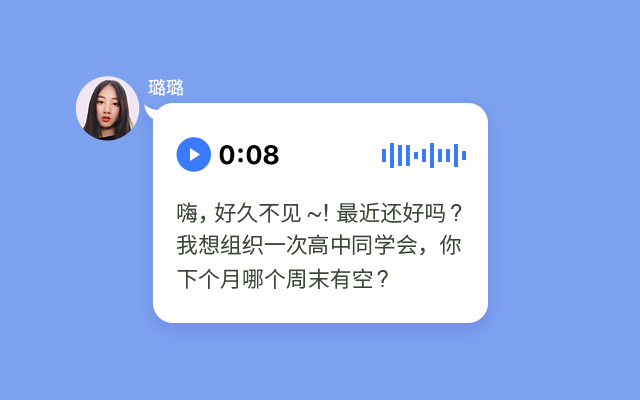 璐璐
0:08
嗨，好久不见 ~! 最近还好吗？
我想组织一次高中同学会，你
下个月哪个周末有空？